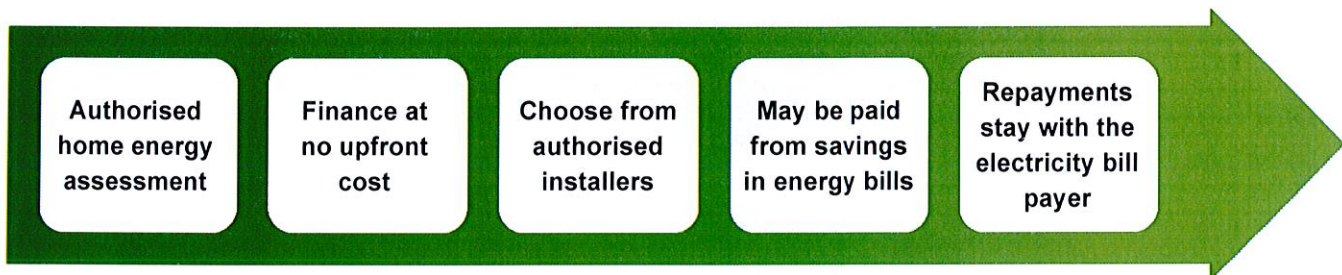 Authorised
home energy
assessment
Finance at
no upfront
cost
Choose from
authorised
installers
May be paid
from savings
in energy bills
Repayments
stay with the
electricity bill
payer